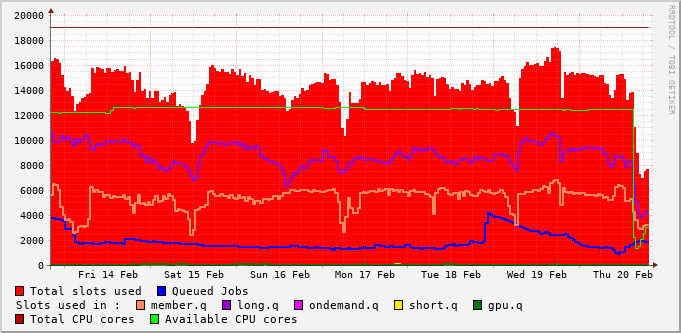 20000
18000
16000
14000
12000
10000
8000
6000
4000
2000
0
Fri 14 Feb Sat 15 Feb Sun 16 Feb Mon 17 Feb Tue 18 Feb Wed 19 Feb Thu 20 Feb
Total slots used Queued Jobs
Slots used in : member.q long.q ondemand.q short.q gpu.q
Total CPU cores Available CPU cores
RRDTOOL / TOBI OETIKER